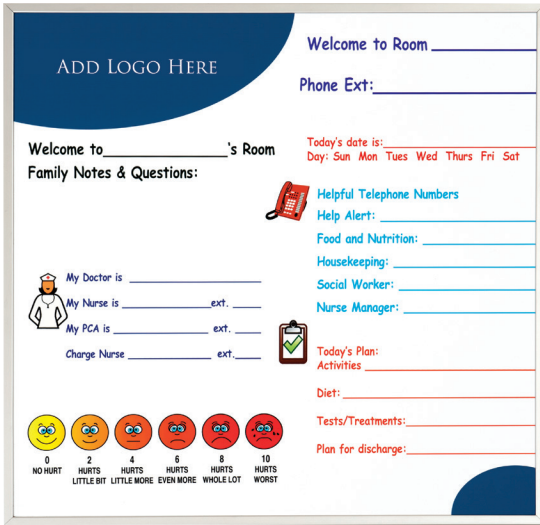 ADD LOGO HERE
Welcome to Room
Phone Ext:
Welcome to 's Room
Family Notes & Questions:
Today's date is:
Day: Sun Mon Tues Wed Thurs Fri Sat
Helpful Telephone Numbers
Help Alert:
Food and Nutrition:
Housekeeping:
Social Worker:
Nurse Manager:
My Doctor is
My Nurse is ext.
My PCA is ext.
Charge Nurse ext.
Today's Plan:
Activities
Diet:
Tests/Treatments:
Plan for discharge:
0
NO HURT
2
HURTS
LITTLE BIT
4
HURTS
LITTLE MORE
6
HURTS
EVEN MORE
8
HURTS
WHOLE LOT
10
HURTS
WORST